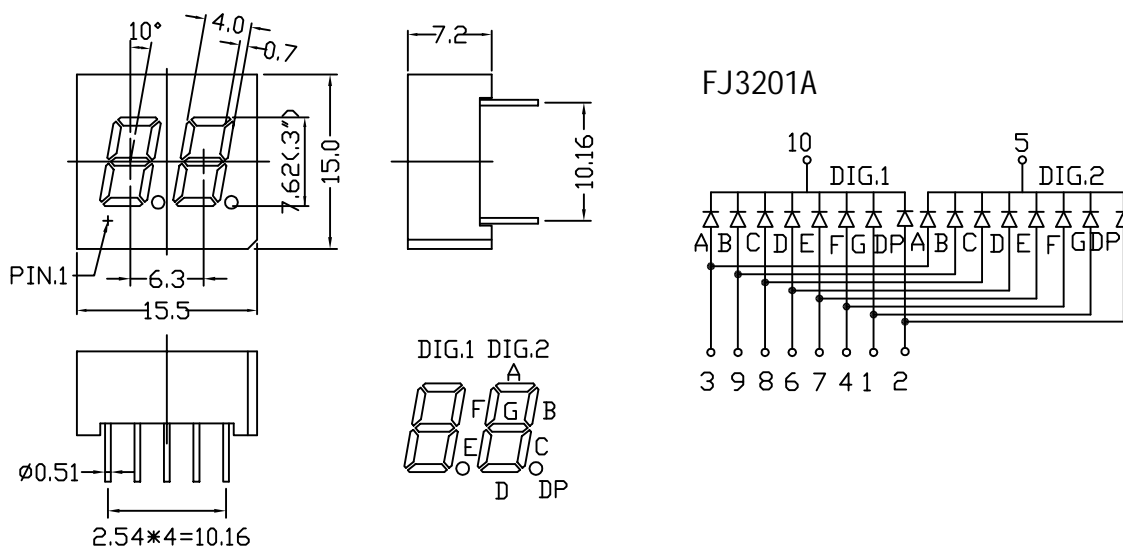 10°
4.0
0.7
7.62(.3")
15.0
PIN.1
6.3
15.5
7.2
10.16
FJ3201A
10 5
DIG.1 DIG.2
A B C D E F G DP A B C D E F G DP
3 9 8 6 7 4 1 2
Ø0.51
2.54*4=10.16
DIG.1 DIG.2
A
F G B
E C
D DP